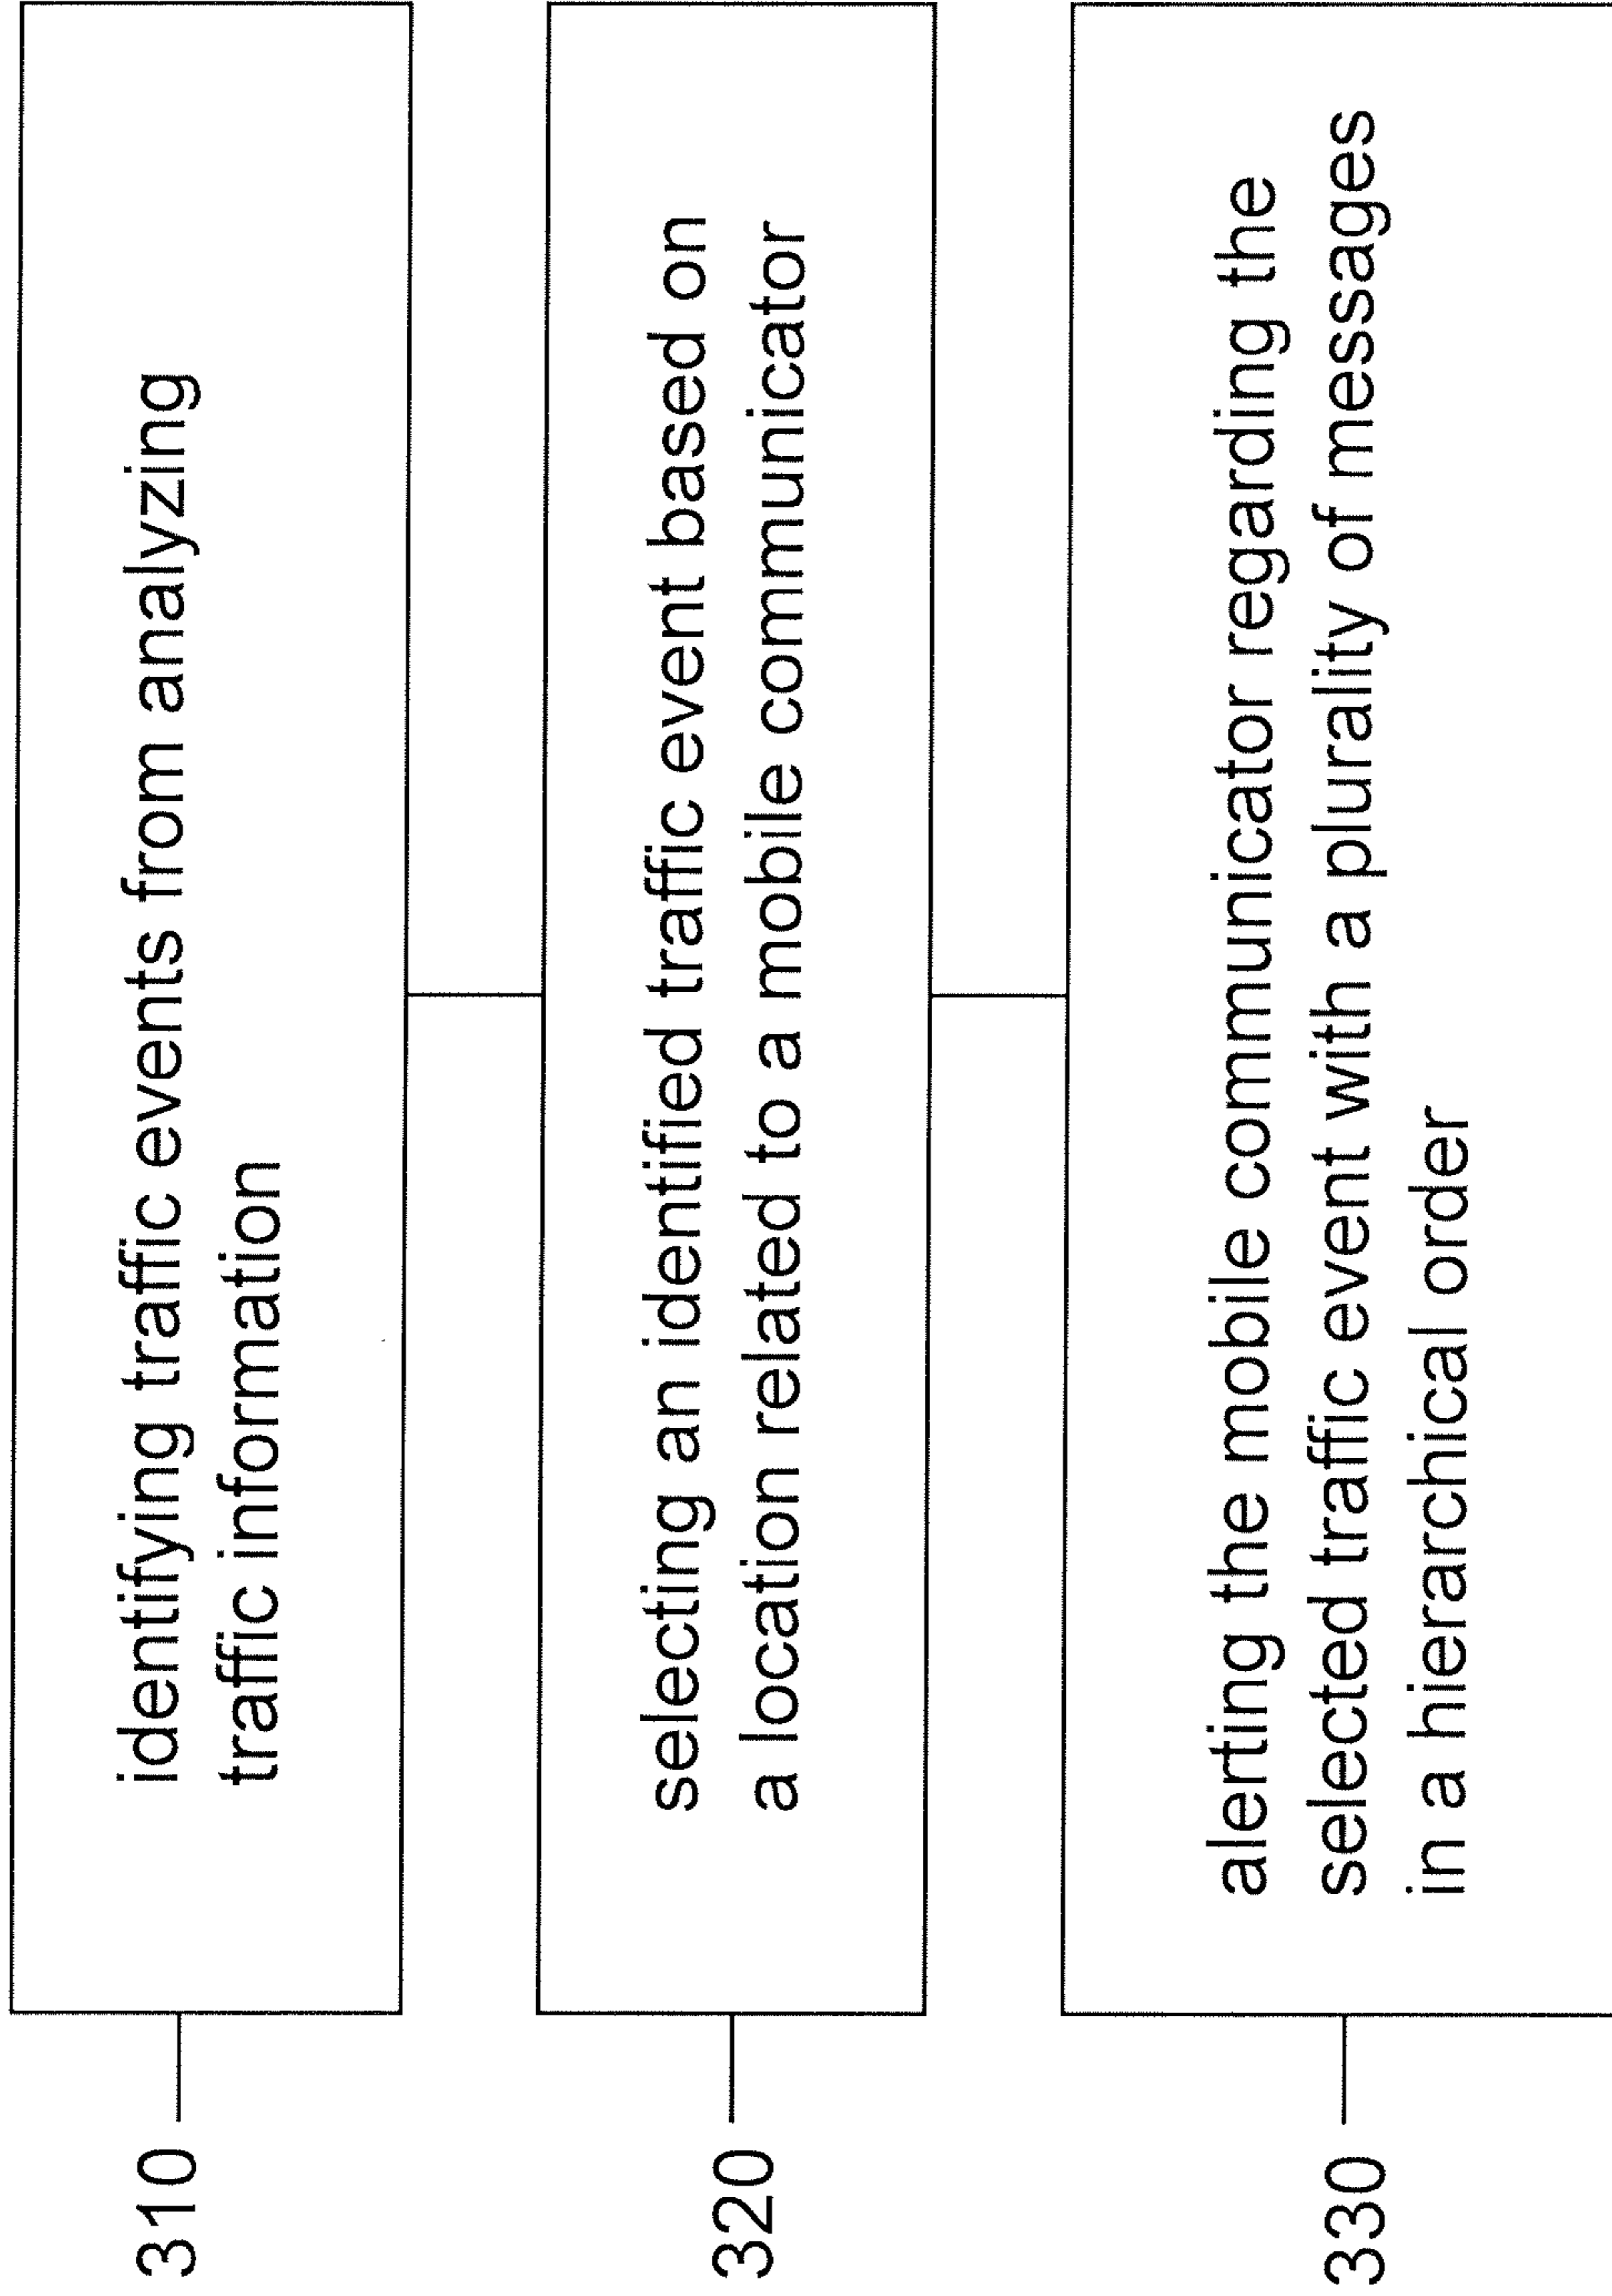 310
identifying traffic events from analyzing
traffic information
320
selecting an identified traffic event based on
a location related to a mobile communicator
330
alerting the mobile communicator regarding the
selected traffic event with a plurality of messages
in a hierarchical order